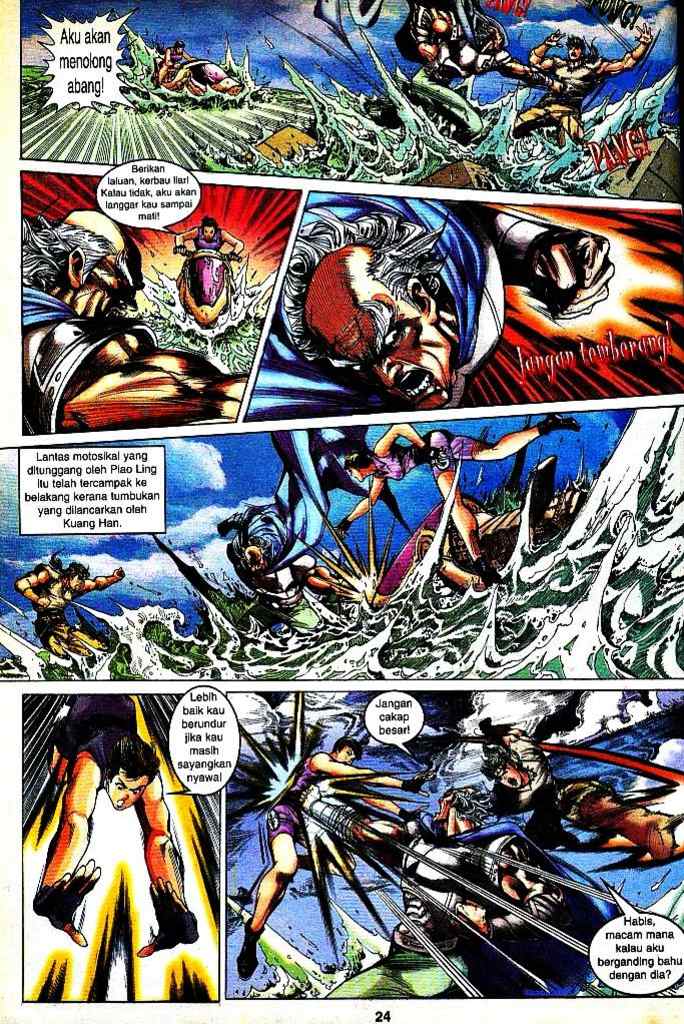 Aku akan
menolong
abang!
PANG!
PANG!
Berikan
laluan, kerbau liar!
Kalau tidak, aku akan
langgar kau sampai
mati!
Jangan temberang!
Lantas motosikal yang
ditunggang oleh Piao Ling
itu telah tercampak ke
belakang kerana tumbukan
yang dilancarkan oleh
Kuang Han.
Lebih
baik kau
berundur
jika kau
masih
sayangkan
nyawa!
Jangan
cakap
besar!
Habis,
macam mana
kalau aku
berganding bahu
dengan dia?
24